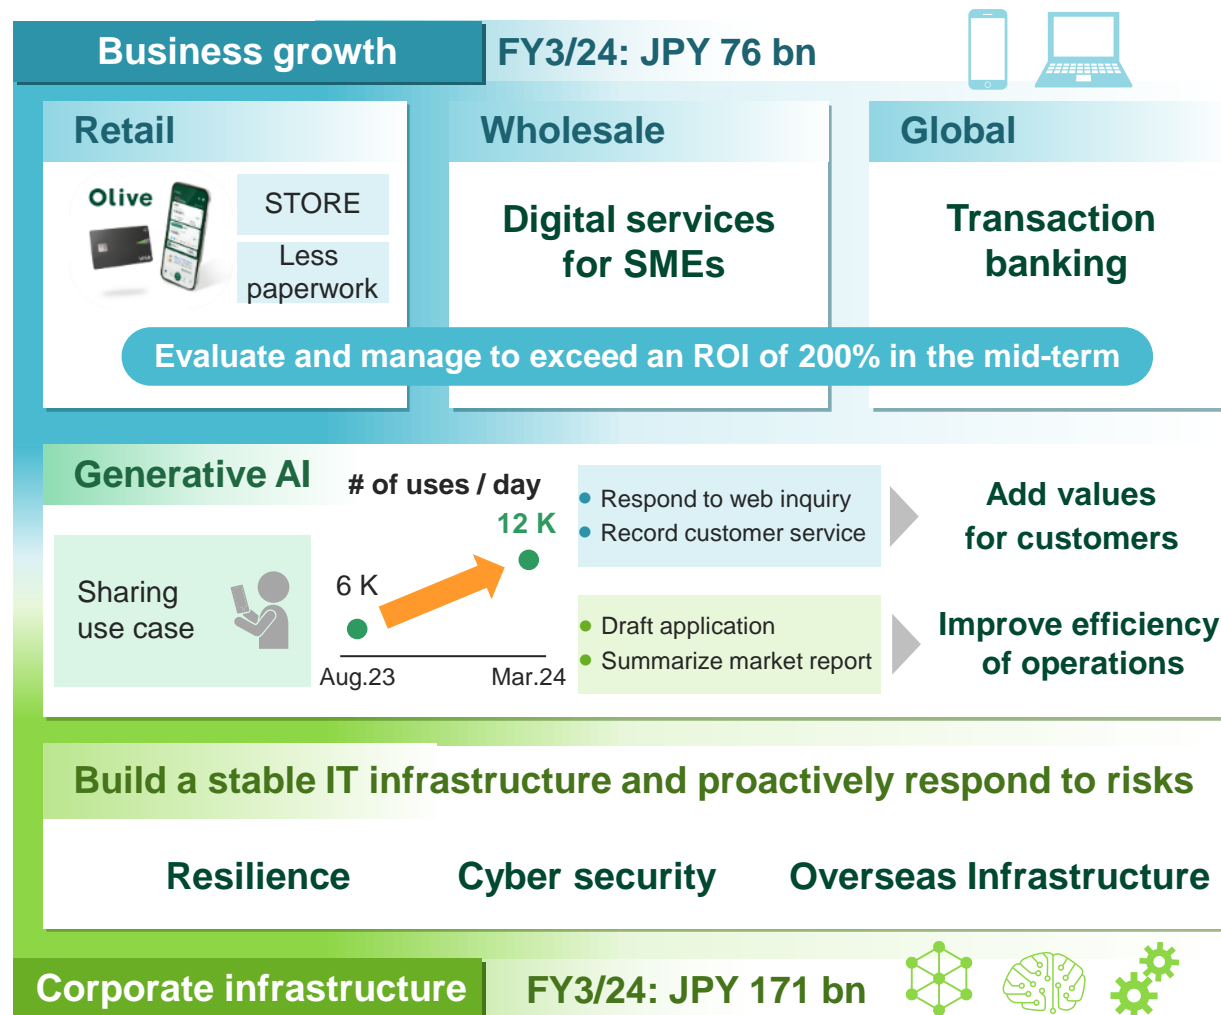 Business growth
FY3/24: JPY 76 bn
Retail
Wholesale
Global
Olive
STORE
Less
paperwork
Digital services
for SMEs
Transaction
banking
Evaluate and manage to exceed an ROI of 200% in the mid-term
Generative AI
# of uses / day
12 K
6 K
Aug.23
Mar.24
Sharing
use case
Respond to web inquiry
Record customer service
Add values
for customers
Draft application
Summarize market report
Improve efficiency
of operations
Build a stable IT infrastructure and proactively respond to risks
Resilience
Cyber security
Overseas Infrastructure
Corporate infrastructure
FY3/24: JPY 171 bn